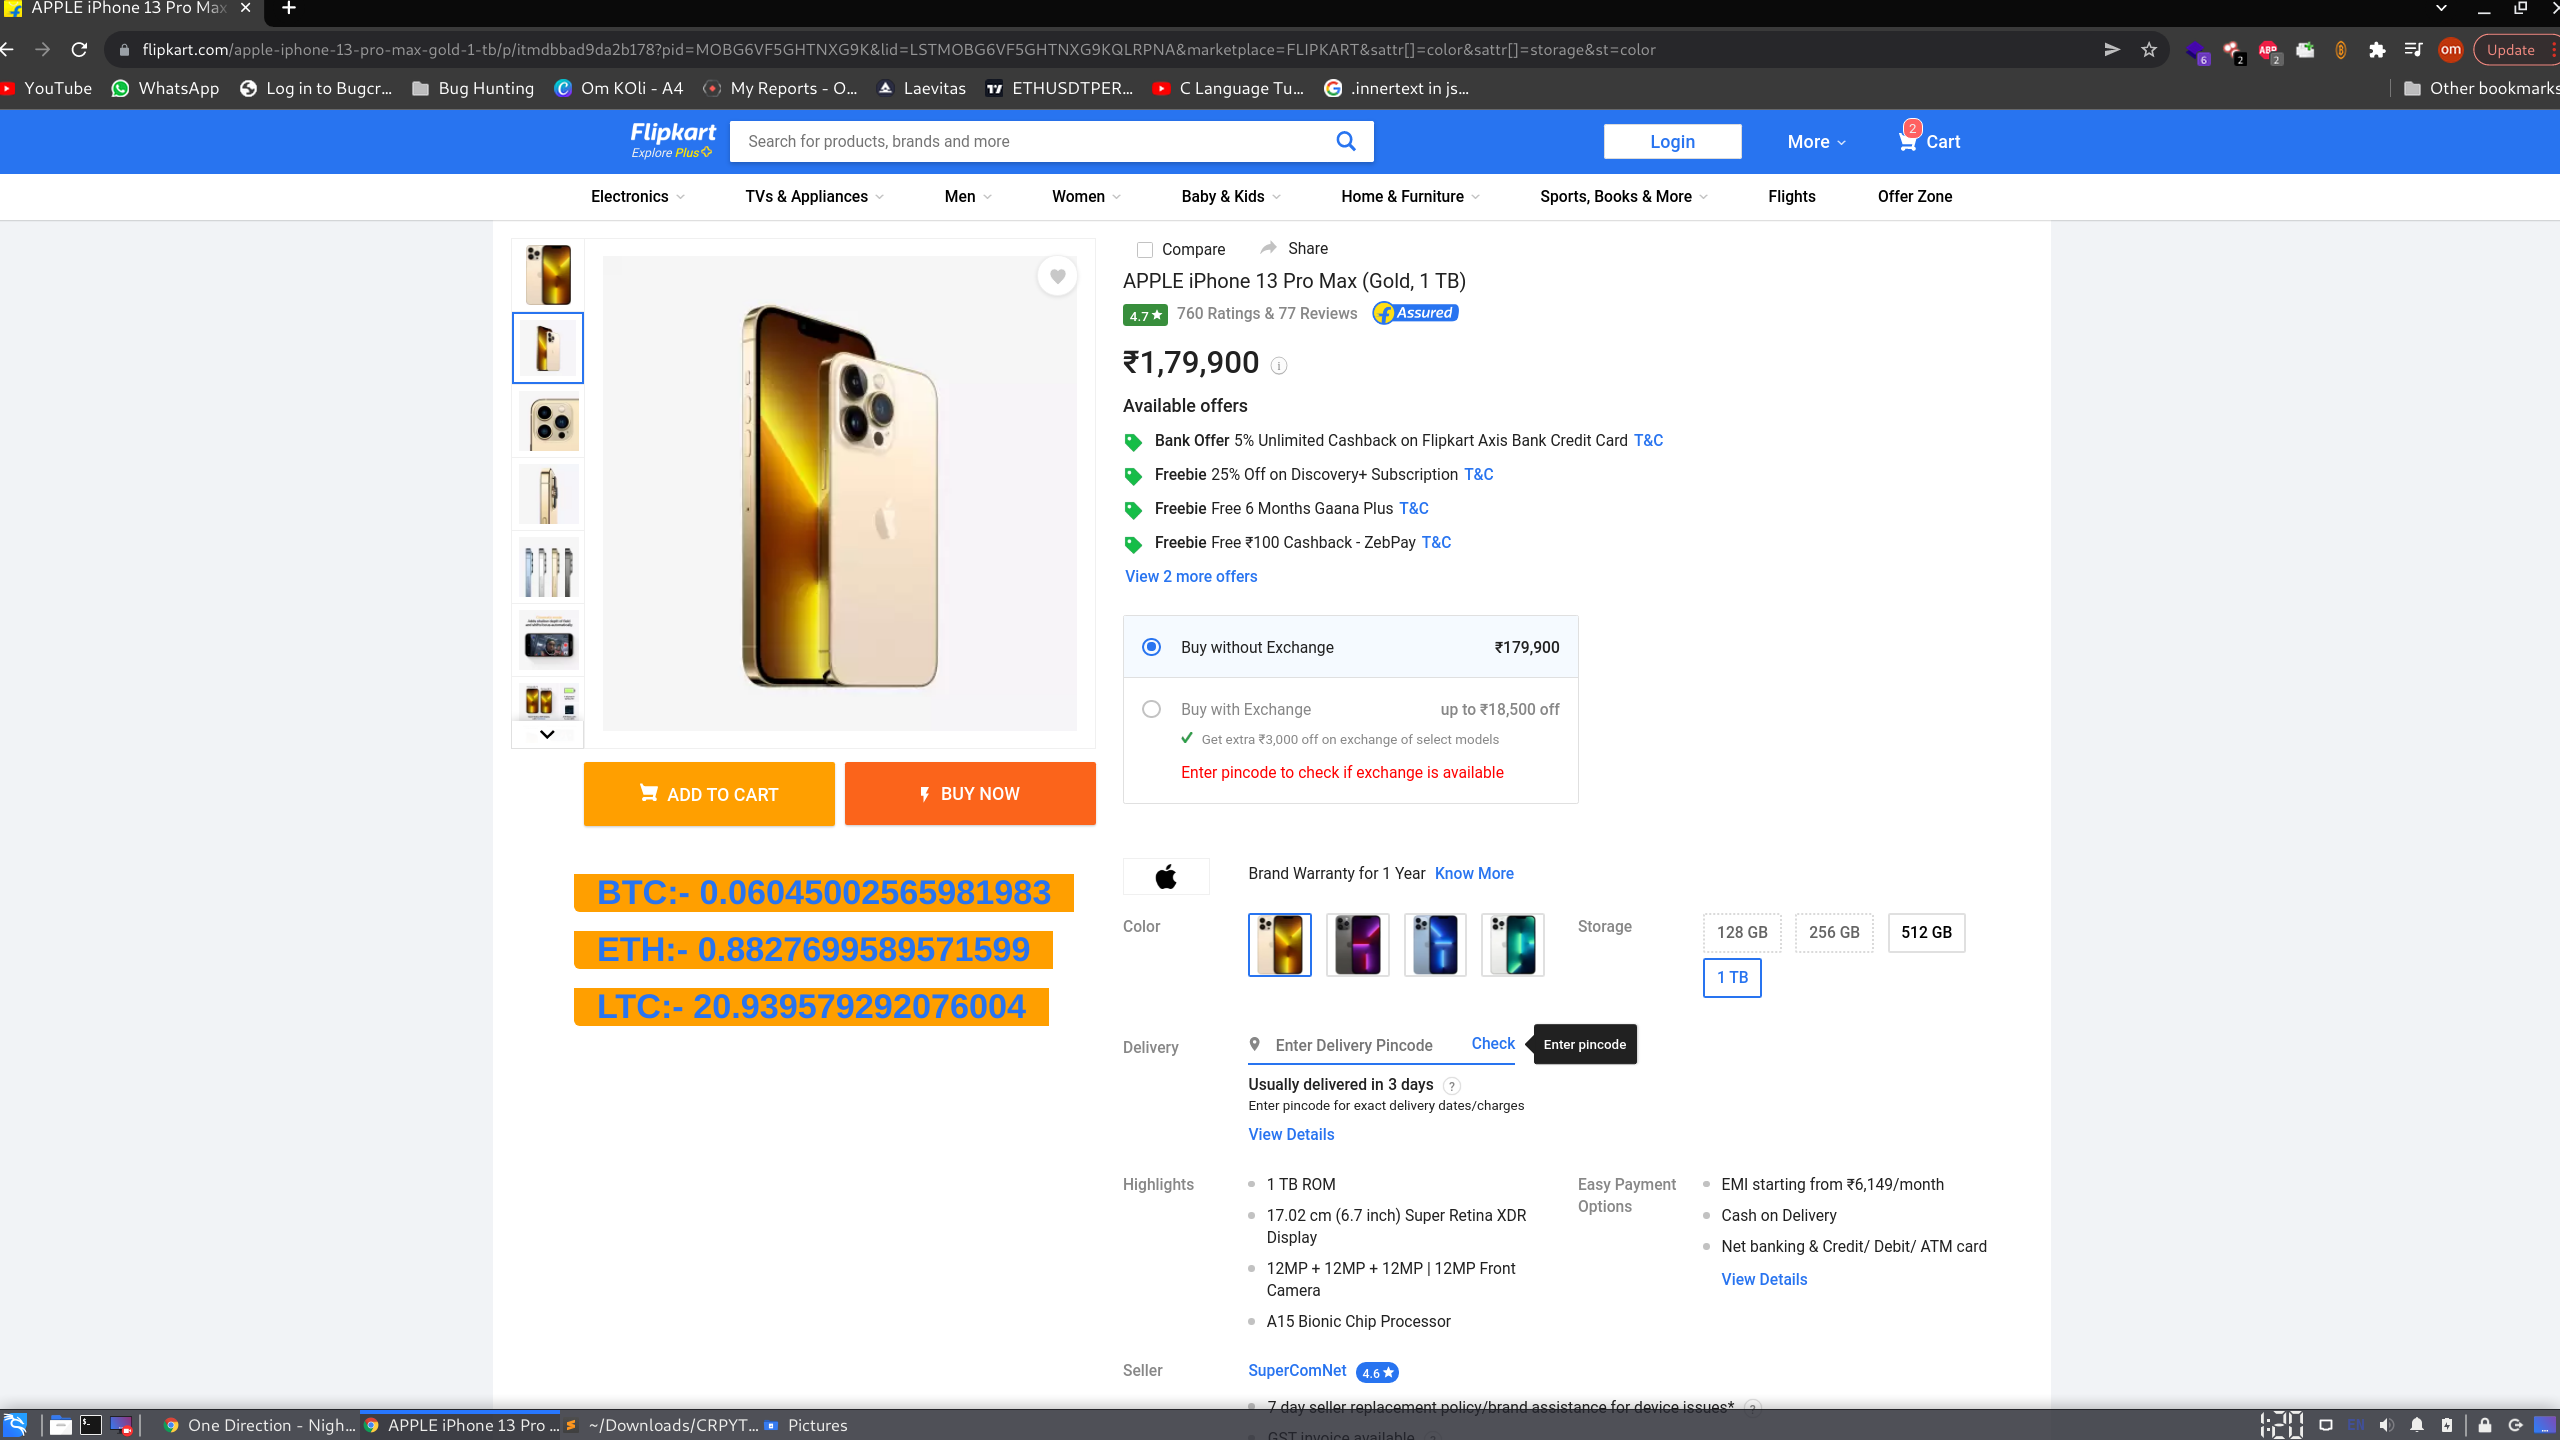 APPLE iPhone 13 Pro Max
flipkart.com/apple-iphone-13-pro-max-gold-1-tb/p/itmdbbad9da2b178?pid=MOBG6VF5GHTNXG9K&lid=LSTMOBG6VF5GHTNXG9KQLRPNA&marketplace=FLIPKART&sattr[]=color&sattr[]=storage&st=color
6 2 ABP 2 om Update
YouTube WhatsApp Log in to Bugcr... Bug Hunting Om KOli - A4 My Reports - O... Laevitas ETHUSDTPER... C Language Tu... .innertext in js... Other bookmarks
Flipkart
Explore Plus
Search for products, brands and more
Login More 2 Cart
Electronics TVs & Appliances Men Women Baby & Kids Home & Furniture Sports, Books & More Flights Offer Zone
Compare Share
APPLE iPhone 13 Pro Max (Gold, 1 TB)
4.7 760 Ratings & 77 Reviews Assured
₹1,79,900
Available offers
Bank Offer 5% Unlimited Cashback on Flipkart Axis Bank Credit Card T&C
Freebie 25% Off on Discovery+ Subscription T&C
Freebie Free 6 Months Gaana Plus T&C
Freebie Free ₹100 Cashback - ZebPay T&C
View 2 more offers
Buy without Exchange ₹179,900
Buy with Exchange up to ₹18,500 off
Get extra ₹3,000 off on exchange of select models
Enter pincode to check if exchange is available
ADD TO CART BUY NOW
BTC:- 0.06045002565981983
ETH:- 0.8827699589571599
LTC:- 20.939579292076004
Brand Warranty for 1 Year Know More
Color
Storage 128 GB 256 GB 512 GB
1 TB
Delivery Enter Delivery Pincode Check Enter pincode
Usually delivered in 3 days ?
Enter pincode for exact delivery dates/charges
View Details
Highlights
1 TB ROM
17.02 cm (6.7 inch) Super Retina XDR
Display
12MP + 12MP + 12MP | 12MP Front
Camera
A15 Bionic Chip Processor
Easy Payment
Options
EMI starting from ₹6,149/month
Cash on Delivery
Net banking & Credit/ Debit/ ATM card
View Details
Seller SuperComNet 4.6
7 day seller replacement policy/brand assistance for device issues* ?
GST invoice available ?
One Direction - Nigh... APPLE iPhone 13 Pro ... ~/Downloads/CRPYT... Pictures 1:20 EN